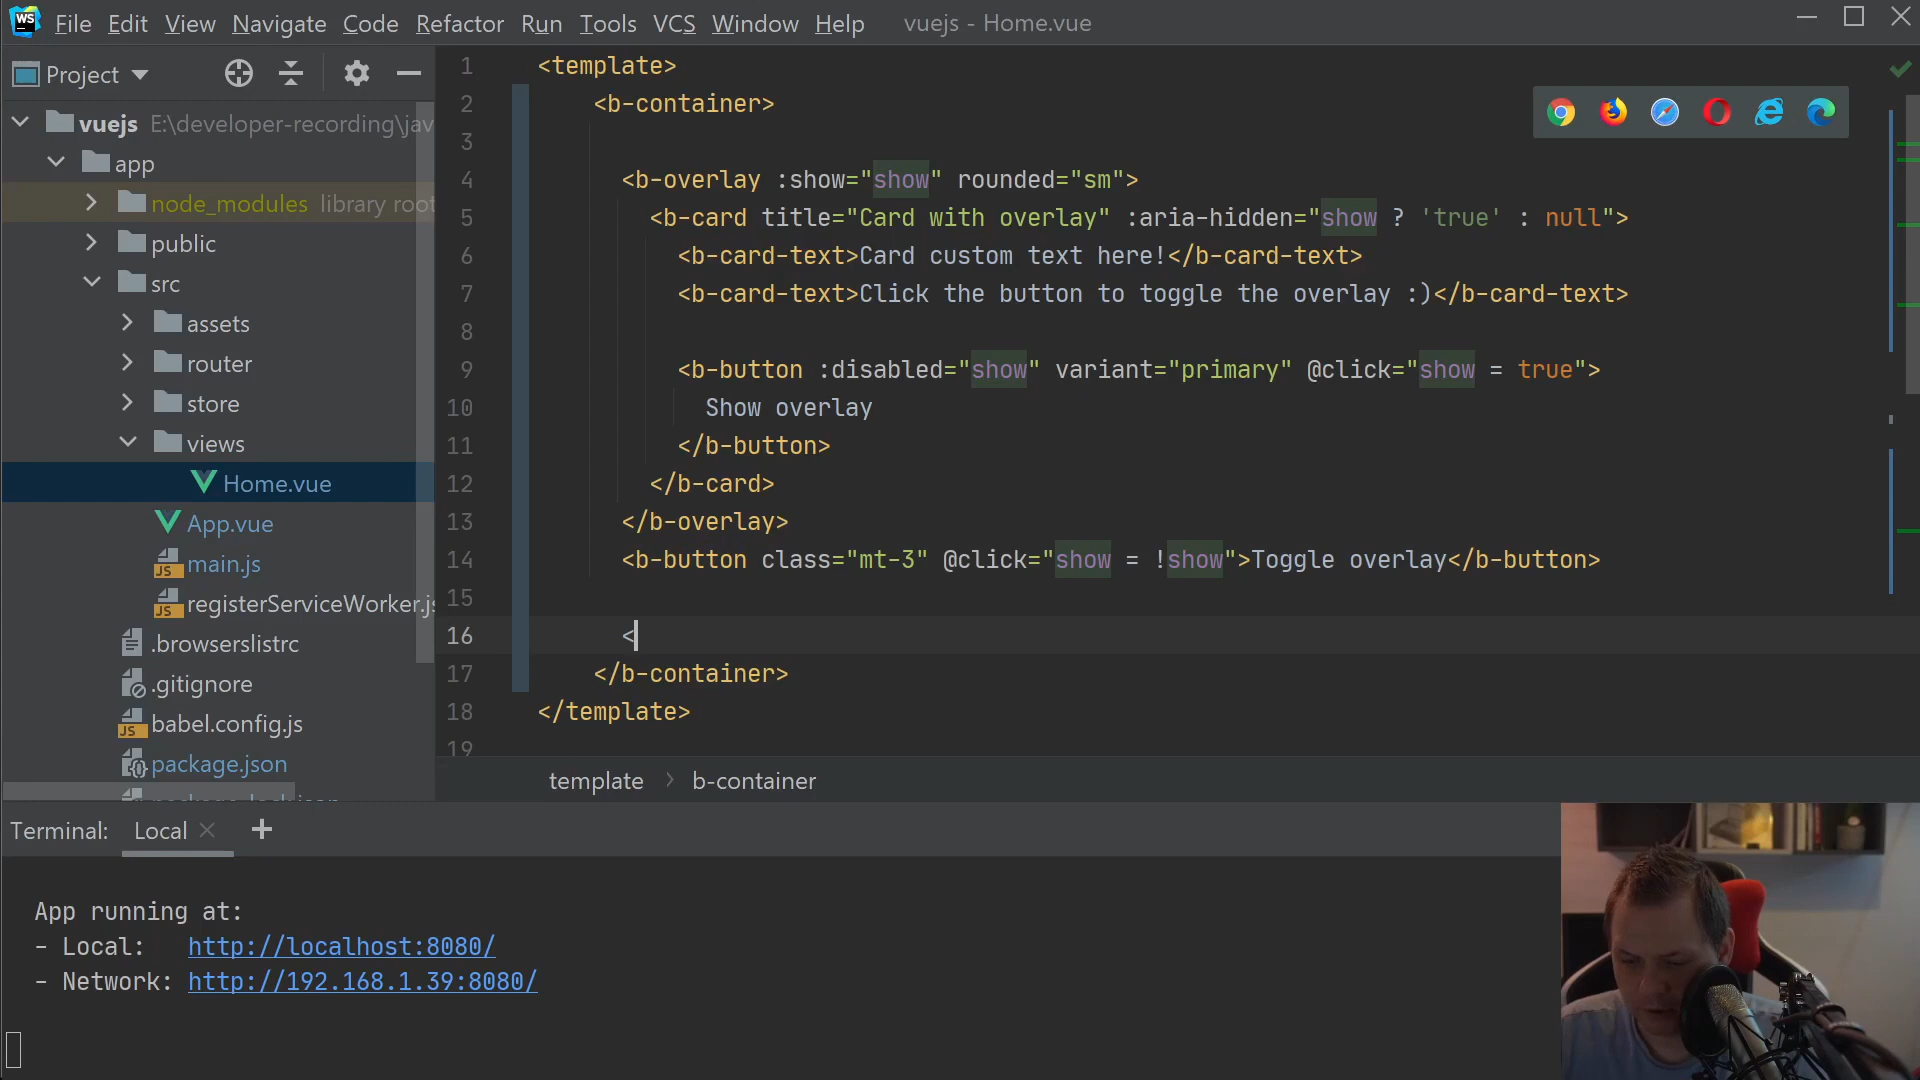 WS File Edit View Navigate Code Refactor Run Tools VCS Window Help vuejs - Home.vue
Project
vuejs E:\developer-recording\jav
app
node_modules library root
public
src
assets
router
store
views
Home.vue
App.vue
JS main.js
JS registerServiceWorker.js
.browserslistrc
.gitignore
JS babel.config.js
package.json
1 <template>
2 <b-container>
3
4 <b-overlay :show="show" rounded="sm">
5 <b-card title="Card with overlay" :aria-hidden="show ? 'true' : null">
6 <b-card-text>Card custom text here!</b-card-text>
7 <b-card-text>Click the button to toggle the overlay :)</b-card-text>
8
9 <b-button :disabled="show" variant="primary" @click="show = true">
10 Show overlay
11 </b-button>
12 </b-card>
13 </b-overlay>
14 <b-button class="mt-3" @click="show = !show">Toggle overlay</b-button>
15
16 <
17 </b-container>
18 </template>
19
template > b-container
Terminal: Local × +
App running at:
- Local: http://localhost:8080/
- Network: http://192.168.1.39:8080/